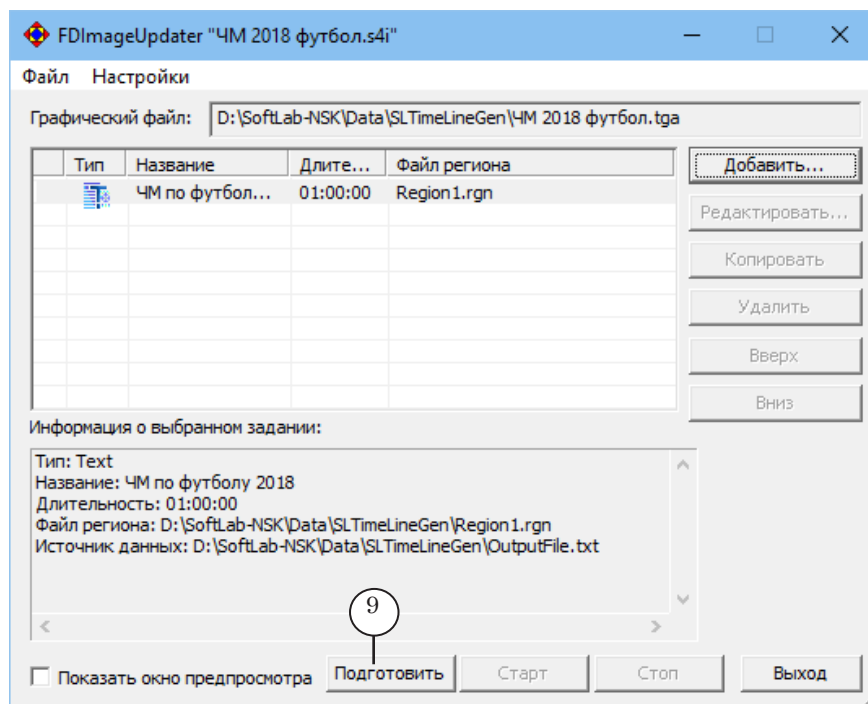 FDImageUpdater "ЧМ 2018 футбол.s4i"
Файл Настройки
Графический файл: D:\SoftLab-NSK\Data\SLTimeLineGen\ЧМ 2018 футбол.tga
Тип Название Длите... Файл региона
ЧМ по футбол... 01:00:00 Region1.rgn
Добавить...
Редактировать...
Копировать
Удалить
Вверх
Вниз
Информация о выбранном задании:
Тип: Text
Название: ЧМ по футболу 2018
Длительность: 01:00:00
Файл региона: D:\SoftLab-NSK\Data\SLTimeLineGen\Region1.rgn
Источник данных: D:\SoftLab-NSK\Data\SLTimeLineGen\OutputFile.txt
9
Показать окно предпросмотра Подготовить Старт Стоп Выход